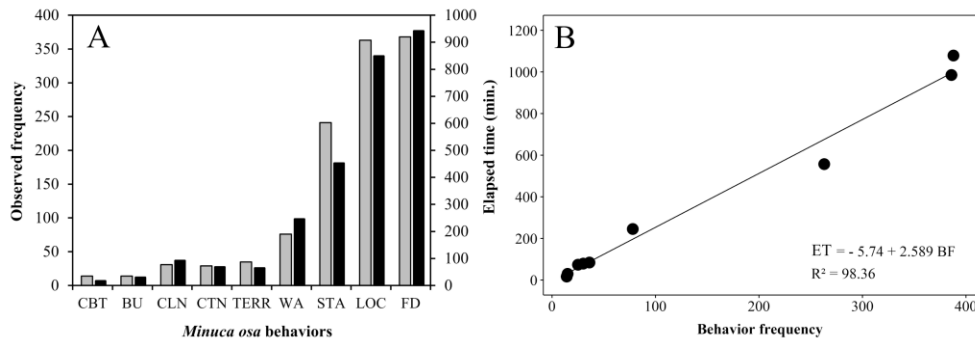 A
400
350
300
250
200
150
100
50
0
Observed frequency
1000
900
800
700
600
500
400
300
200
100
0
CBT BU CLN CTN TERR WA STA LOC FD
Minuca osa behaviors
B
Elapsed time (min.)
1200
1000
800
600
400
200
0
ET = - 5.74 + 2.589 BF
R² = 98.36
0 100 200 300 400
Behavior frequency